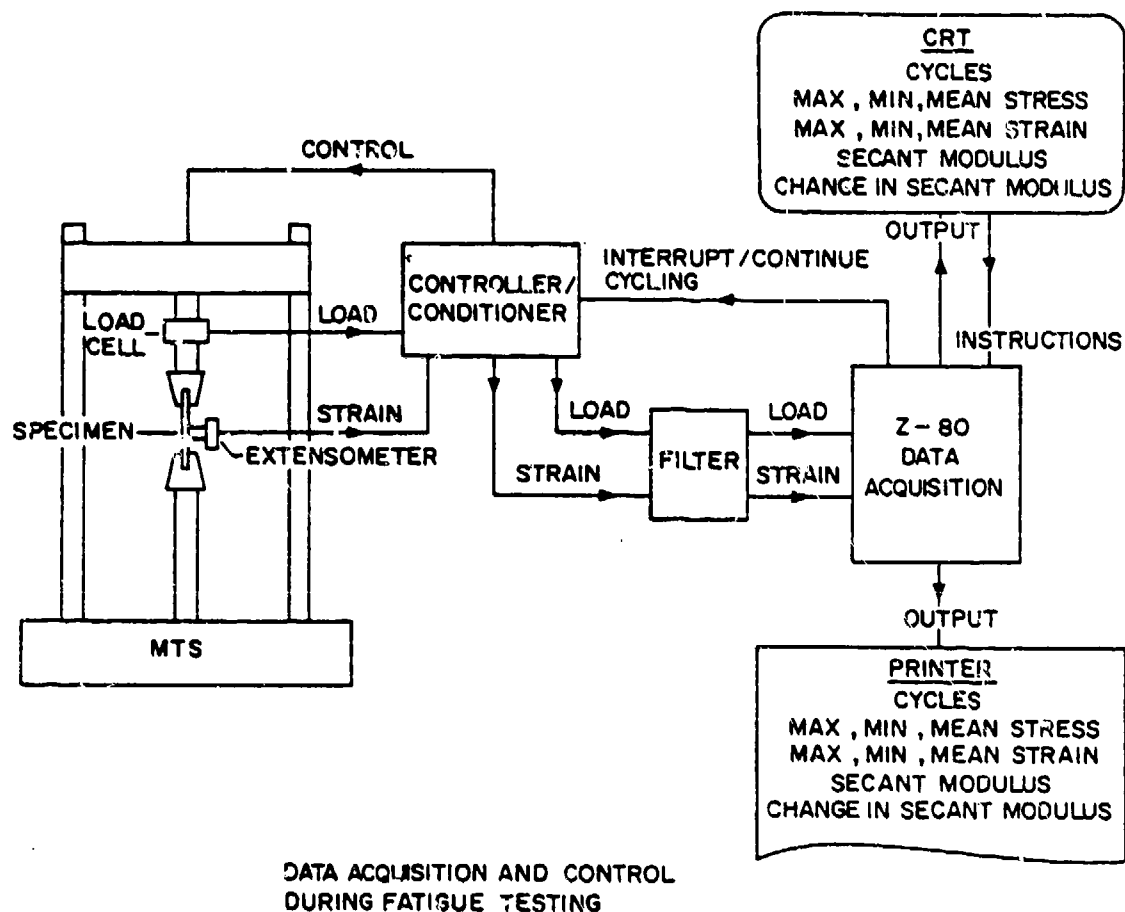 CRT
CYCLES
MAX , MIN, MEAN STRESS
MAX , MIN, MEAN STRAIN
SECANT MODULUS
CHANGE IN SECANT MODULUS
CONTROL
OUTPUT
INTERRUPT / CONTINUE
CYCLING
CONTROLLER/
CONDITIONER
LOAD
LOAD
CELL
INSTRUCTIONS
STRAIN
SPECIMEN
EXTENSOMETER
LOAD
STRAIN
FILTER
LOAD
STRAIN
Z-80
DATA
ACQUISITION
OUTPUT
MTS
PRINTER
CYCLES
MAX , MIN , MEAN STRESS
MAX , MIN , MEAN STRAIN
SECANT MODULUS
CHANGE IN SECANT MODULUS
DATA ACQUISITION AND CONTROL
DURING FATIGUE TESTING